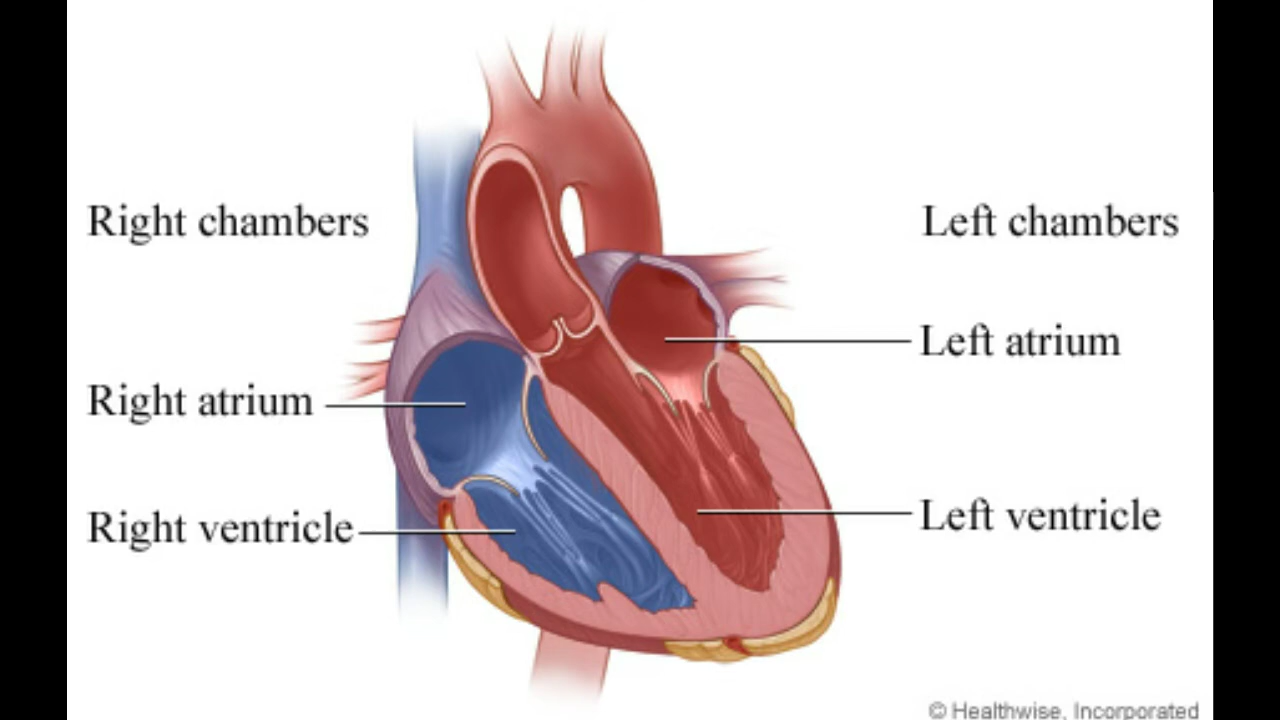 Right chambers
Left chambers
Left atrium
Right atrium
Left ventricle
Right ventricle
© Healthwise, Incorporated